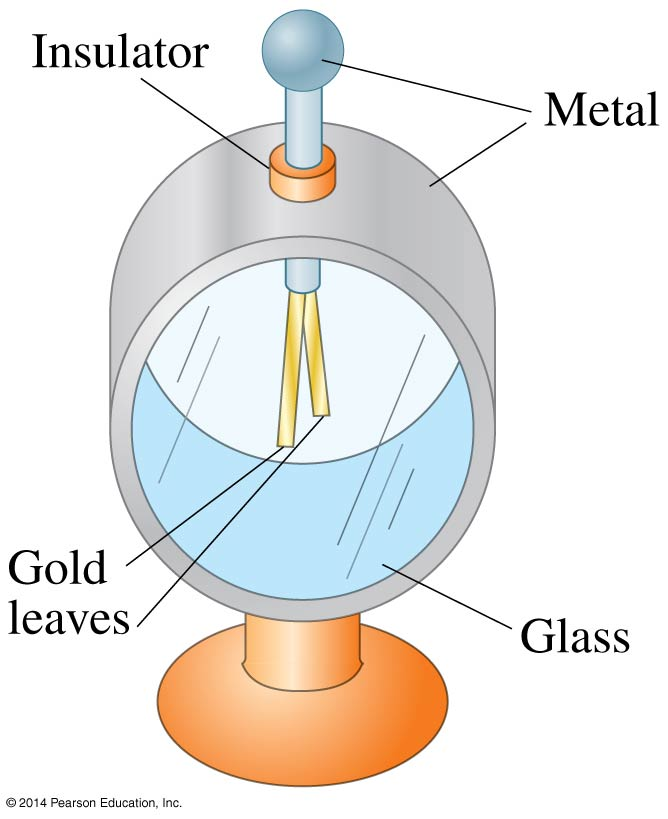 Insulator
Metal
Gold
leaves
Glass
© 2014 Pearson Education, Inc.